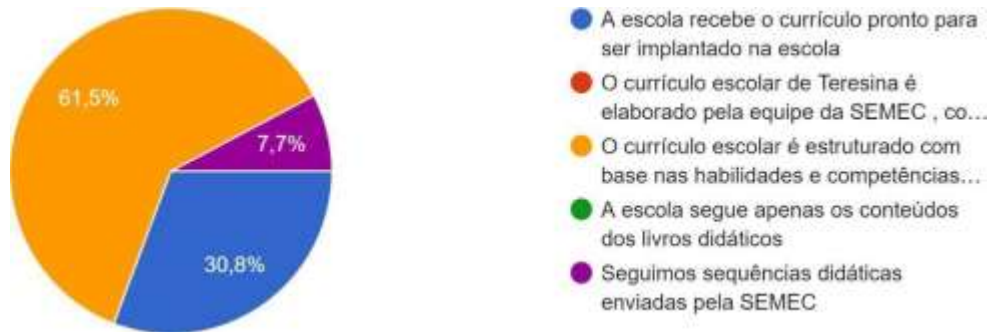 61,5%
7,7%
30,8%
A escola recebe o currículo pronto para
ser implantado na escola
O currículo escolar de Teresina é
elaborado pela equipe da SEMEC , co...
O currículo escolar é estruturado com
base nas habilidades e competências...
A escola segue apenas os conteúdos
dos livros didáticos
Seguimos sequências didáticas
enviadas pela SEMEC